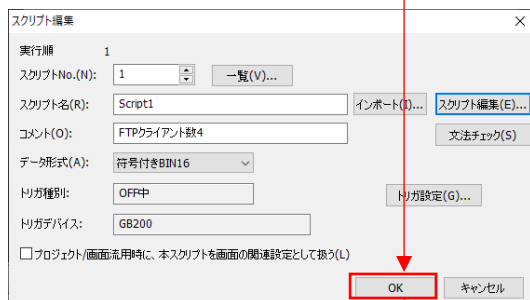 スクリプト編集
実行順 1
スクリプトNo.(N): 1 一覧(V)...
スクリプト名(R): Script1 インポート(I)... スクリプト編集(E)...
コメント(O): FTPクライアント数4 文法チェック(S)
データ形式(A): 符号付きBIN16
トリガ種別: OFF中 トリガ設定(G)...
トリガデバイス: GB200
プロジェクト/画面流用時に、本スクリプトを画面の関連設定として扱う(L)
OK キャンセル